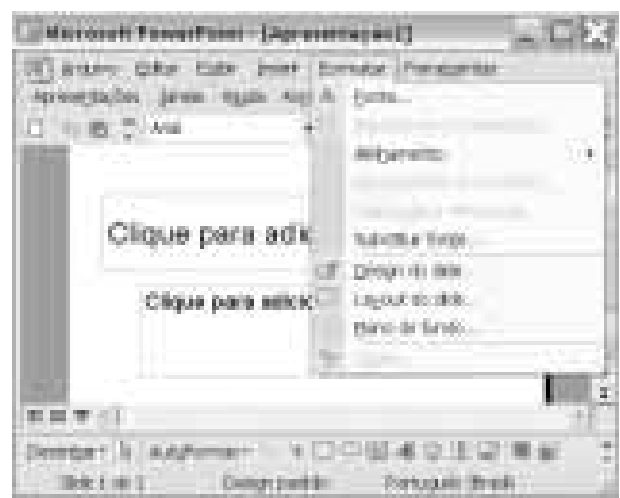 Microsoft PowerPoint - [Apresentação1]
Arquivo Editar Exibir Inserir Formatar Ferramentas
Apresentações Janela Ajuda
Arial
Fonte...
Alinhamento
Substituir fontes...
Design do slide...
Layout do slide...
Plano de fundo...
Clique para adic
Clique para adicio
Desenhar AutoFormas
Slide 1 de 1 Design padrão Português (Brasil)